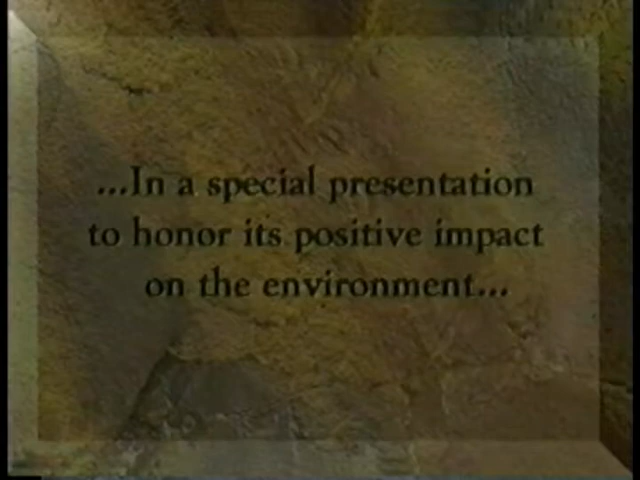 ...In a special presentation
to honor its positive impact
on the environment...